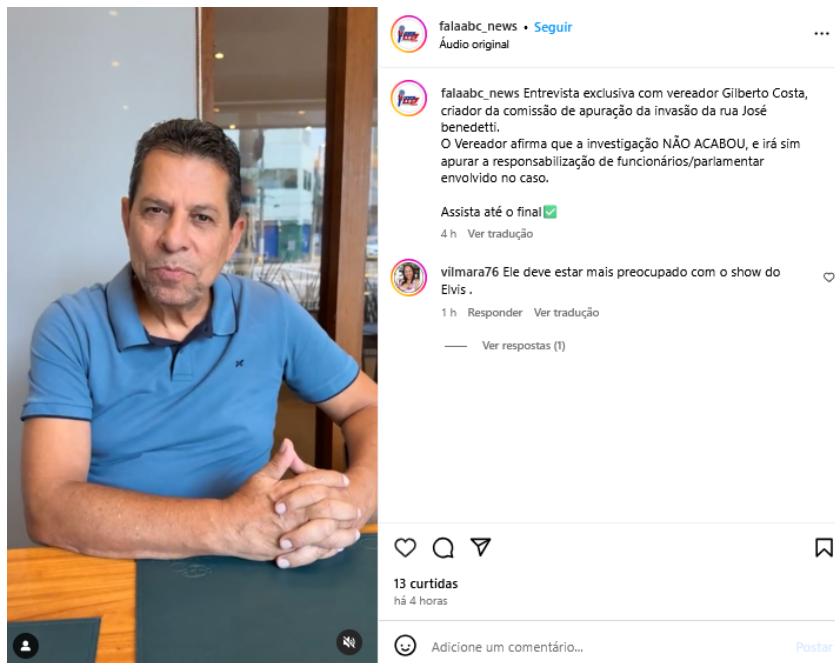 falaabc_news • Seguir
Áudio original
falaabc_news Entrevista exclusiva com vereador Gilberto Costa,
criador da comissão de apuração da invasão da rua José
benedetti.
O Vereador afirma que a investigação NÃO ACABOU, e irá sim
apurar a responsabilização de funcionários/parlamentar
envolvido no caso.
Assista até o final✅
4 h Ver tradução
vilmara76 Ele deve estar mais preocupado com o show do
Elvis .
1 h Responder Ver tradução
Ver respostas (1)
13 curtidas
há 4 horas
Adicione um comentário... Postar